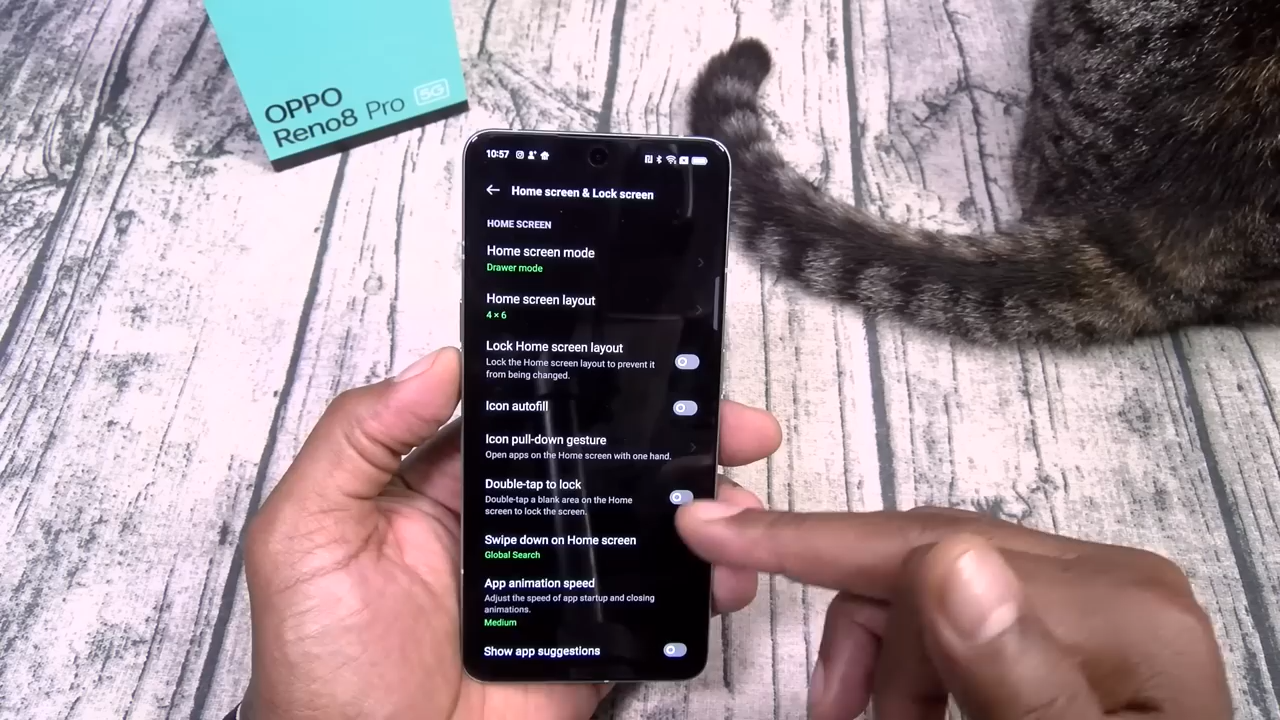 OPPO
Reno8 Pro 5G
10:57
Home screen & Lock screen
HOME SCREEN
Home screen mode
Drawer mode
Home screen layout
4 × 6
Lock Home screen layout
Lock the Home screen layout to prevent it
from being changed.
Icon autofill
Icon pull-down gesture
Open apps on the Home screen with one hand.
Double-tap to lock
Double-tap a blank area on the Home
screen to lock the screen.
Swipe down on Home screen
Global Search
App animation speed
Adjust the speed of app startup and closing
animations.
Medium
Show app suggestions